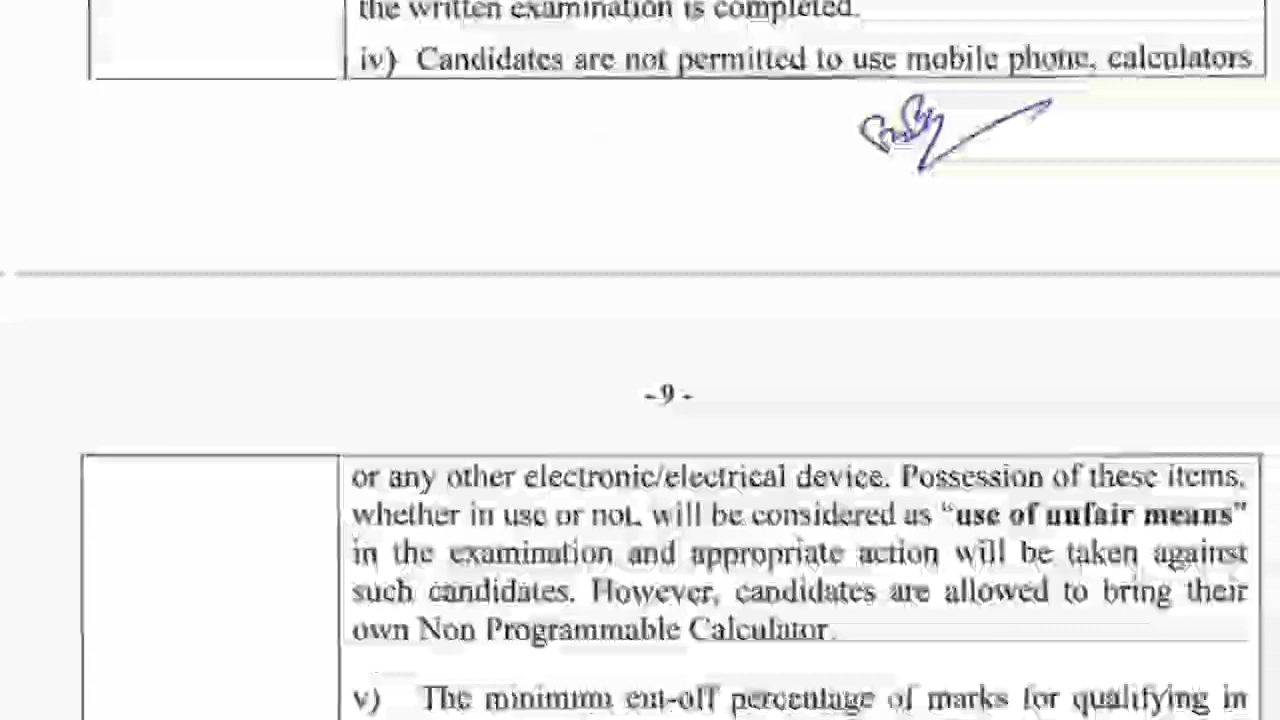 the written examination is completed.
iv) Candidates are not permitted to use mobile phone, calculators
-9-
or any other electronic/electrical device. Possession of these items,
whether in use or not, will be considered as "use of unfair means"
in the examination and appropriate action will be taken against
such candidates. However, candidates are allowed to bring their
own Non Programmable Calculator.
v) The minimum cut-off percentage of marks for qualifying in